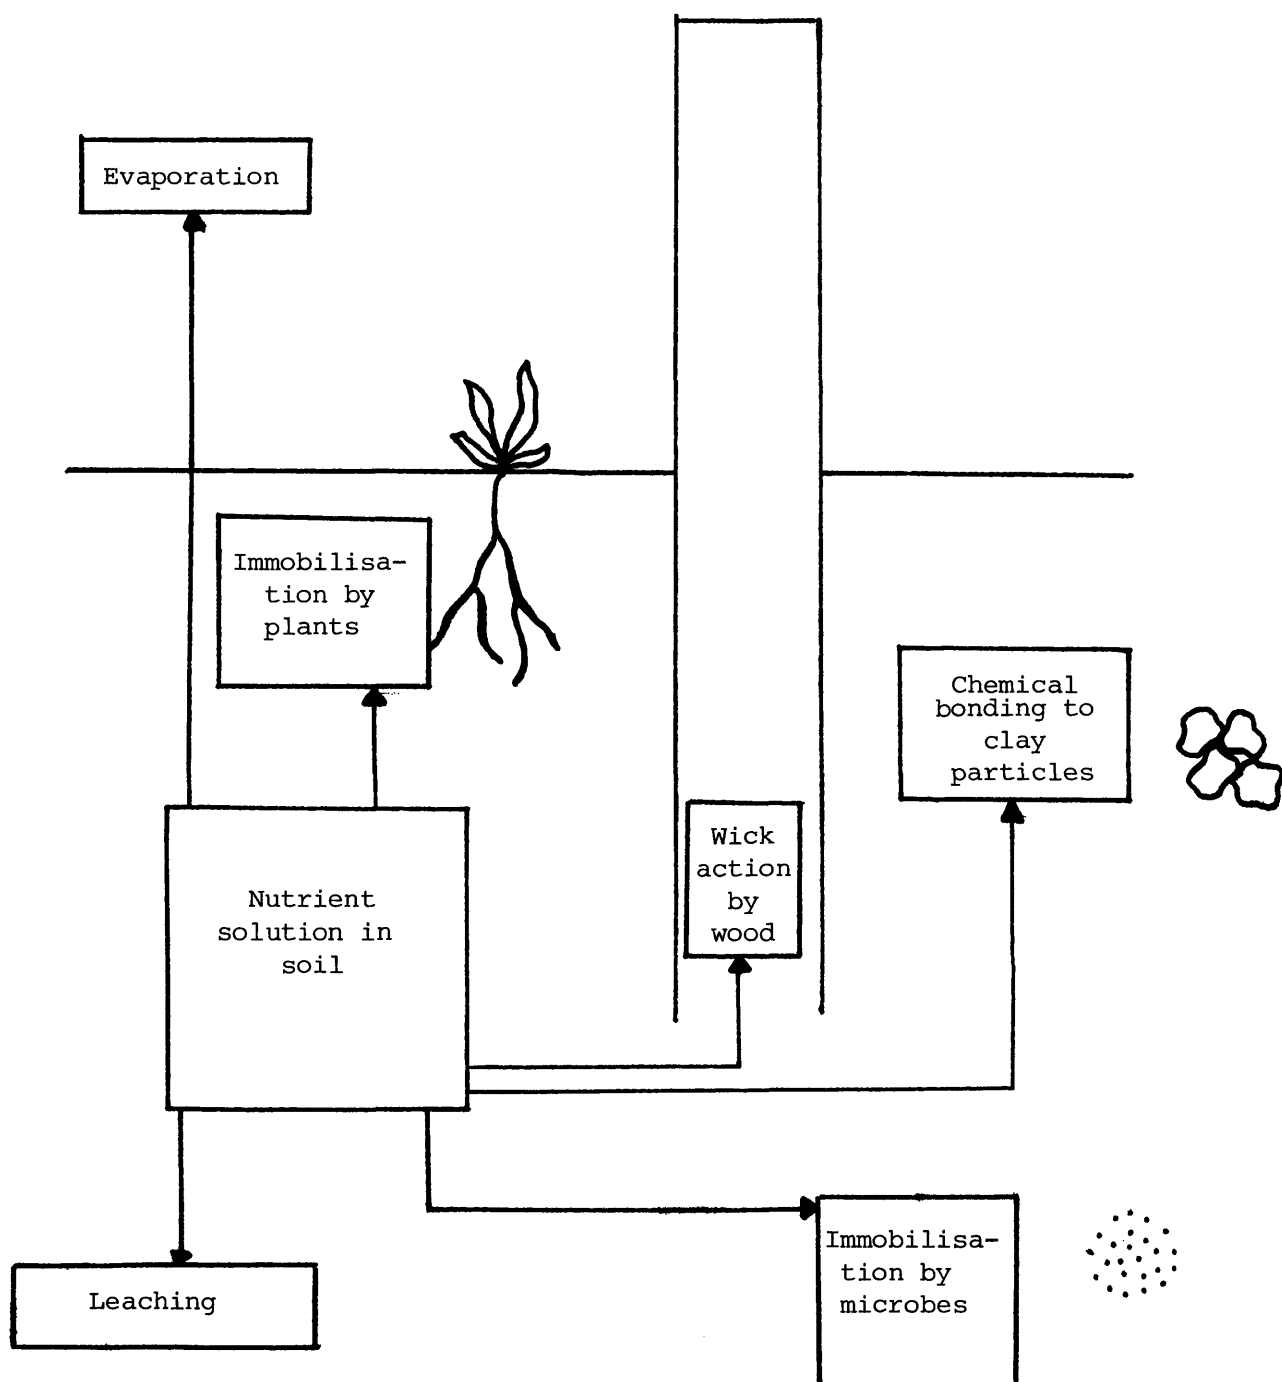 Evaporation
Immobilisa-
tion by
plants
Chemical
bonding to
clay
particles
Wick
action
by
wood
Nutrient
solution in
soil
Immobilisa-
tion by
microbes
Leaching